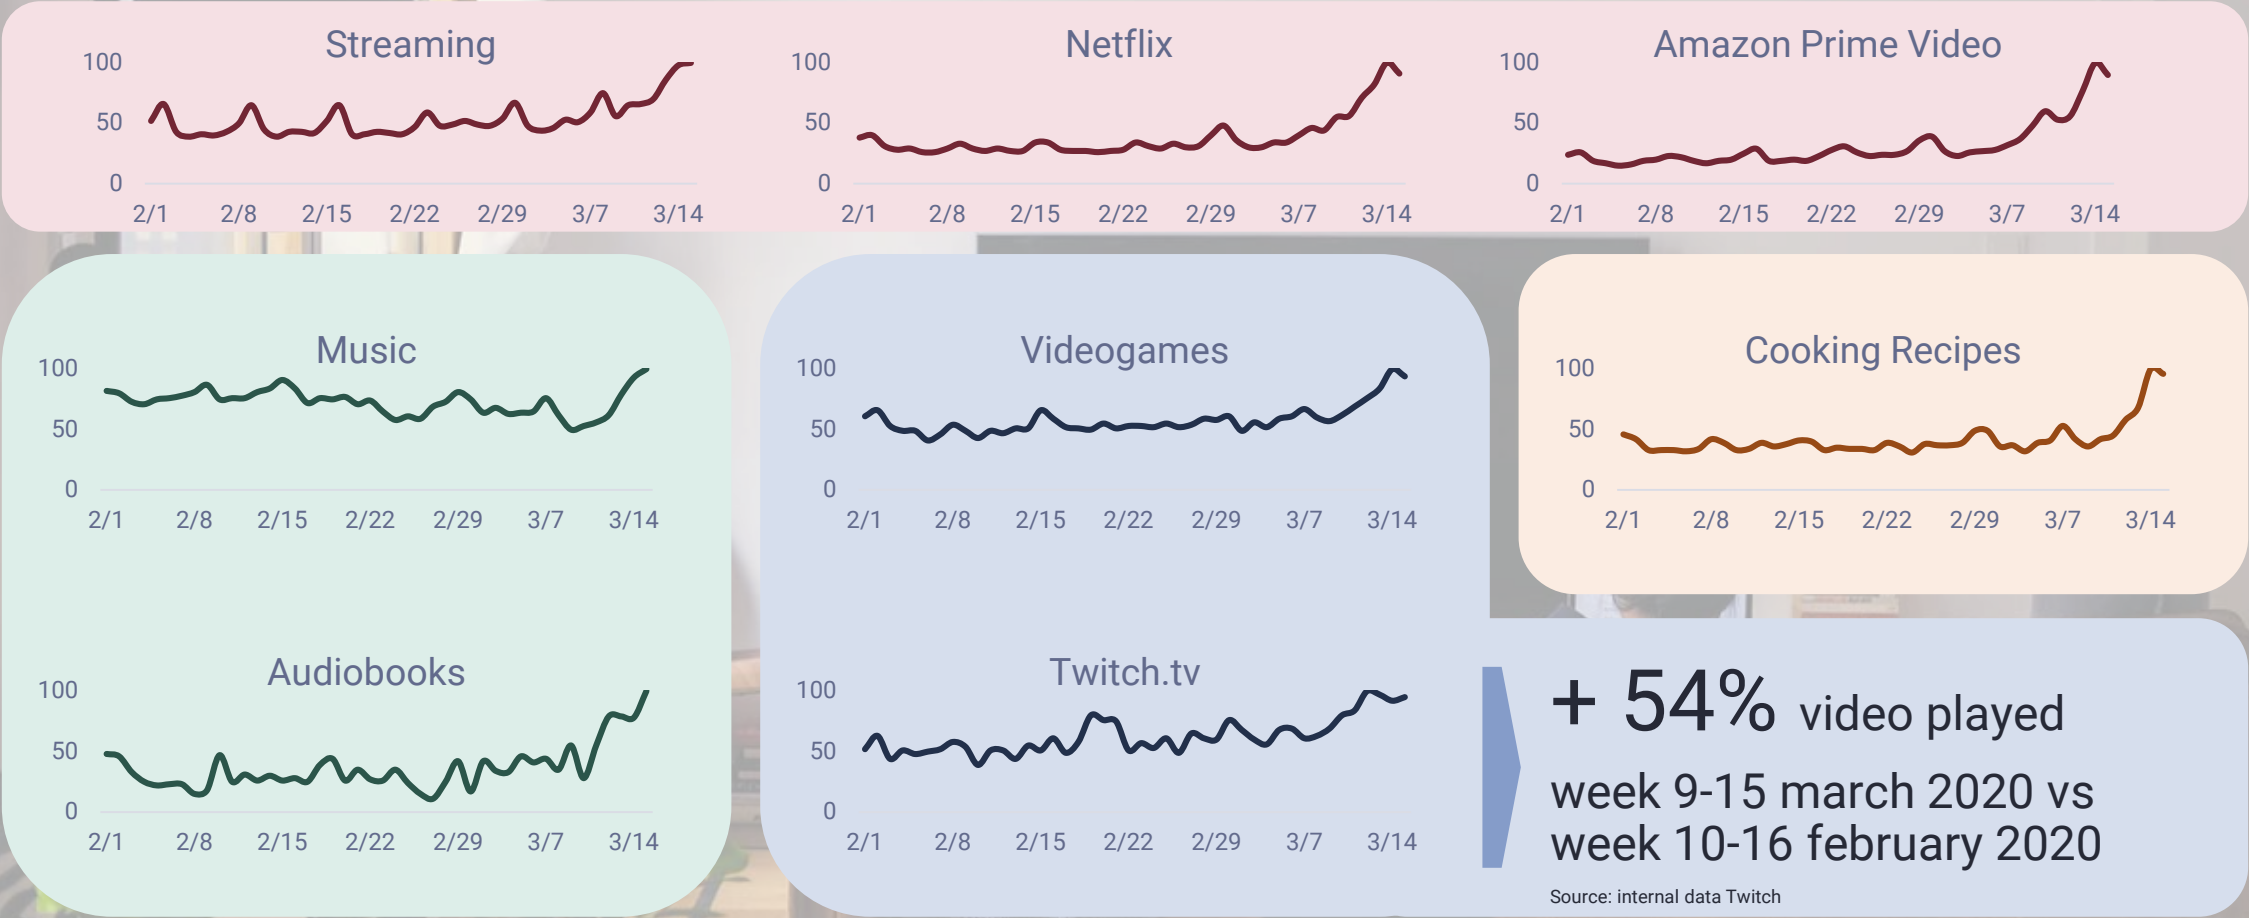 Streaming
100
50
0
2/1 2/8 2/15 2/22 2/29 3/7 3/14
Netflix
100
50
0
2/1 2/8 2/15 2/22 2/29 3/7 3/14
Amazon Prime Video
100
50
0
2/1 2/8 2/15 2/22 2/29 3/7 3/14
Music
100
50
0
2/1 2/8 2/15 2/22 2/29 3/7 3/14
Audiobooks
100
50
0
2/1 2/8 2/15 2/22 2/29 3/7 3/14
Videogames
100
50
0
2/1 2/8 2/15 2/22 2/29 3/7 3/14
Twitch.tv
100
50
0
2/1 2/8 2/15 2/22 2/29 3/7 3/14
Cooking Recipes
100
50
0
2/1 2/8 2/15 2/22 2/29 3/7 3/14
+ 54% video played
week 9-15 march 2020 vs
week 10-16 february 2020
Source: internal data Twitch